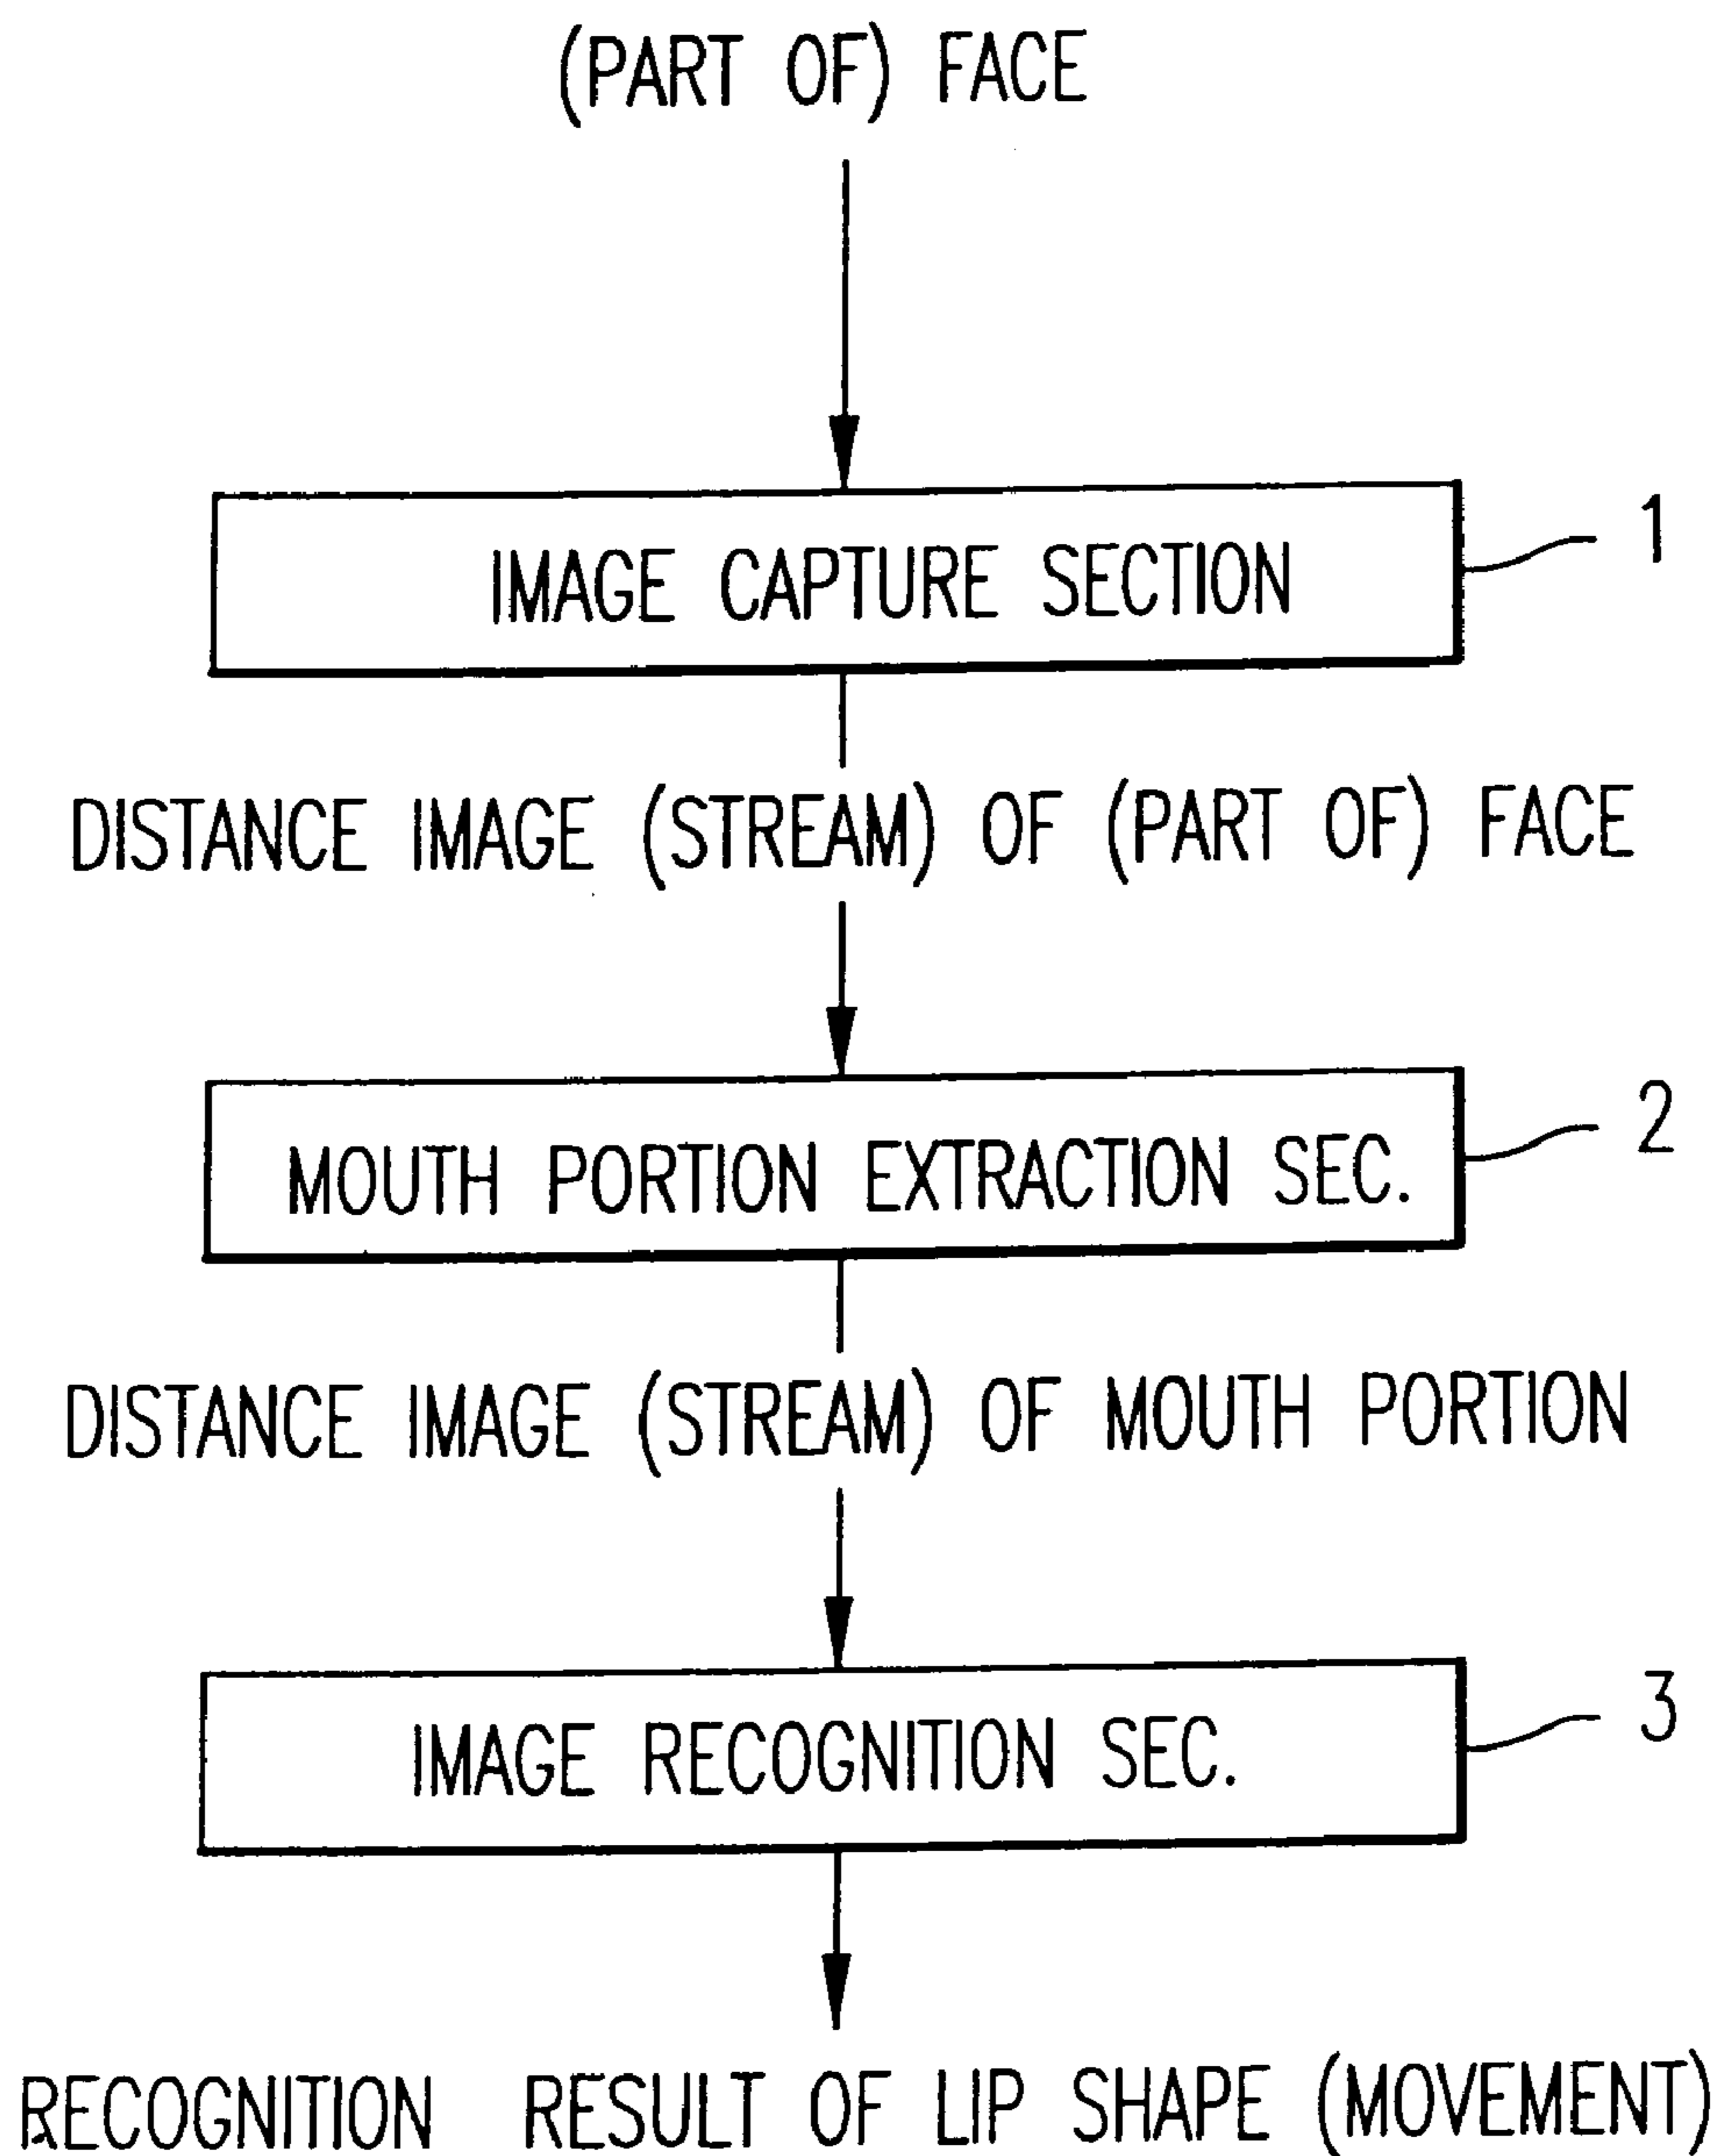 (PART OF) FACE
IMAGE CAPTURE SECTION
1
DISTANCE IMAGE (STREAM) OF (PART OF) FACE
MOUTH PORTION EXTRACTION SEC.
2
DISTANCE IMAGE (STREAM) OF MOUTH PORTION
IMAGE RECOGNITION SEC.
3
RECOGNITION RESULT OF LIP SHAPE (MOVEMENT)